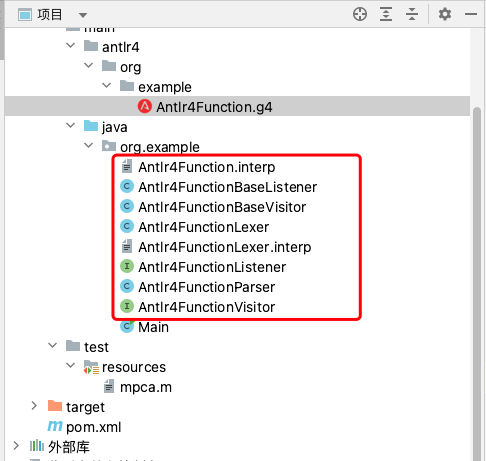 项目
main
antlr4
org
example
Antlr4Function.g4
java
org.example
Antlr4Function.interp
Antlr4FunctionBaseListener
Antlr4FunctionBaseVisitor
Antlr4FunctionLexer
Antlr4FunctionLexer.interp
Antlr4FunctionListener
Antlr4FunctionParser
Antlr4FunctionVisitor
Main
test
resources
mpca.m
target
pom.xml
外部库